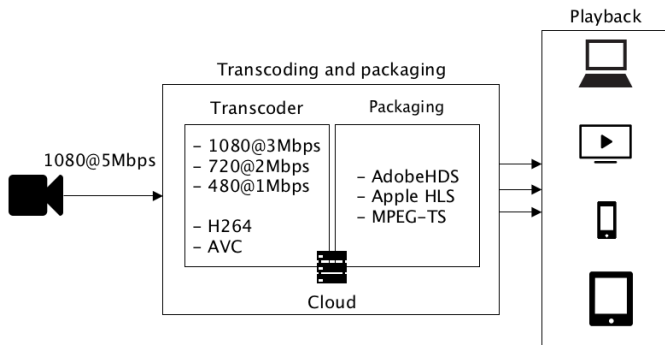 Playback
Transcoding and packaging
Transcoder
Packaging
1080@5Mbps
- 1080@3Mbps
- 720@2Mbps
- 480@1Mbps
- H264
- AVC
- AdobeHDS
- Apple HLS
- MPEG-TS
Cloud